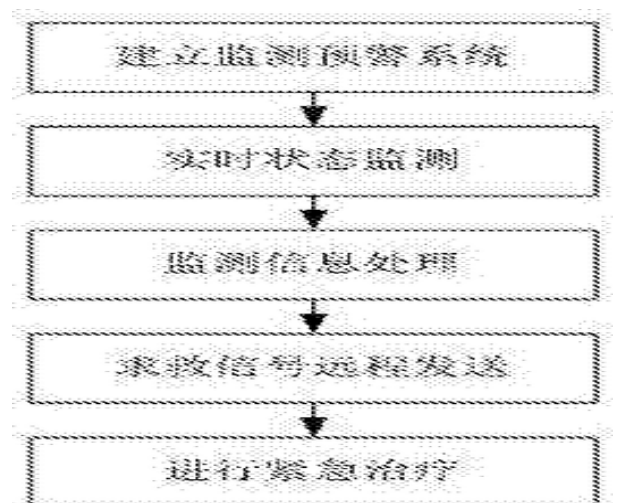 建立监测预警系统
实时状态监测
监测信息处理
求救信号远程发送
进行紧急治疗